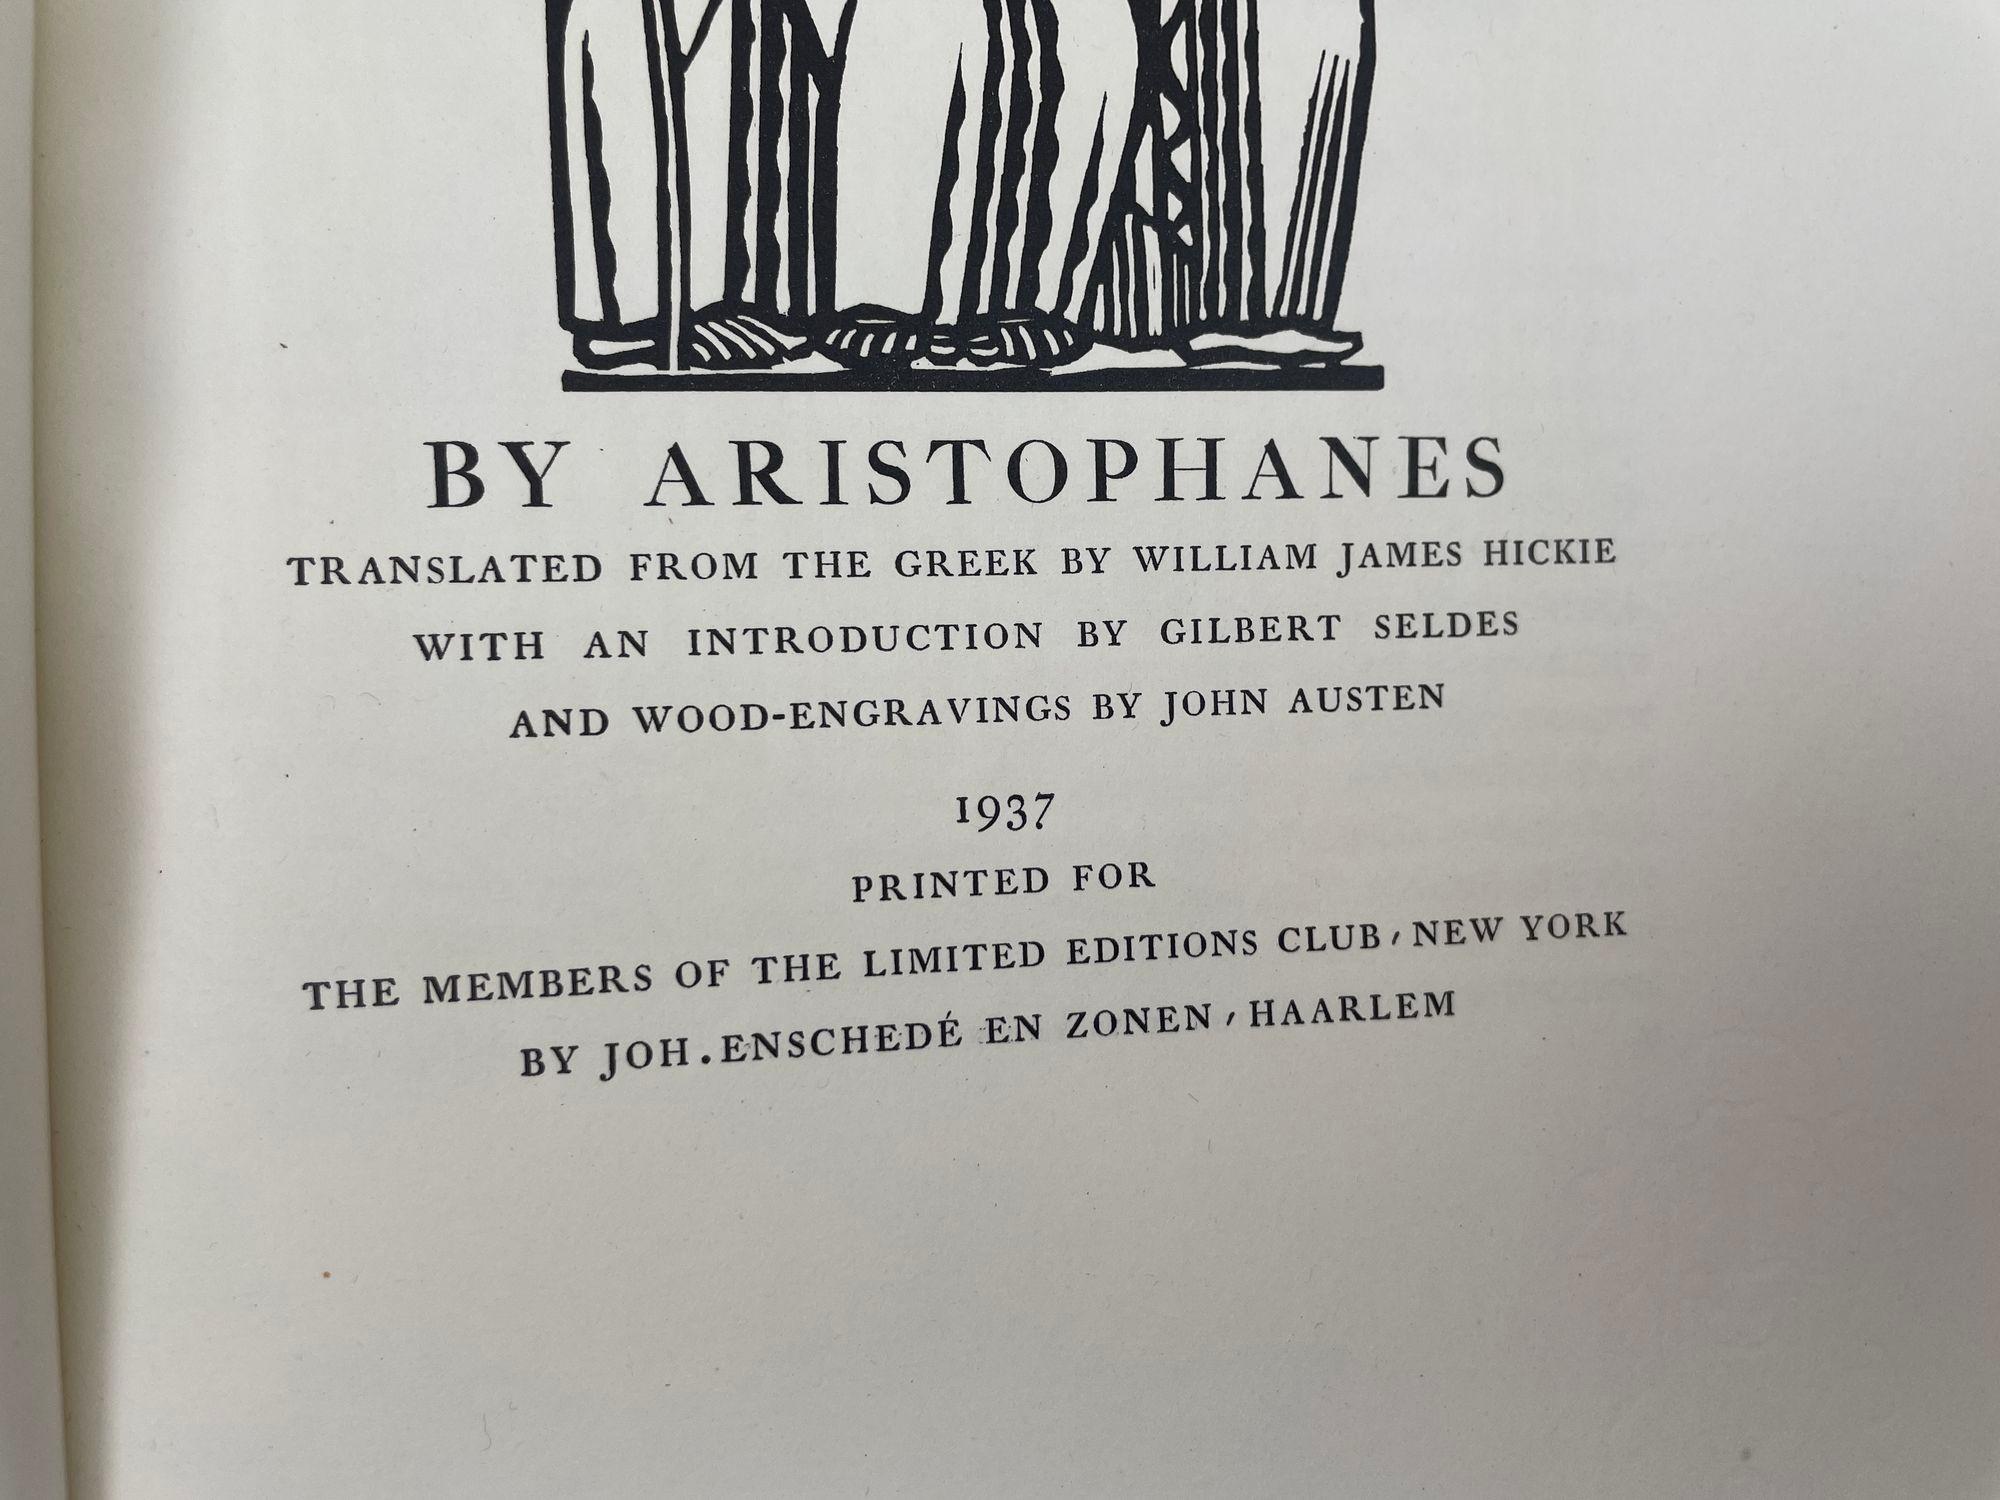 BY ARISTOPHANES
TRANSLATED FROM THE GREEK BY WILLIAM JAMES HICKIE
WITH AN INTRODUCTION BY GILBERT SELDES
AND WOOD-ENGRAVINGS BY JOHN AUSTEN
1937
PRINTED FOR
THE MEMBERS OF THE LIMITED EDITIONS CLUB, NEW YORK
BY JOH. ENSCHEDÉ EN ZONEN, HAARLEM